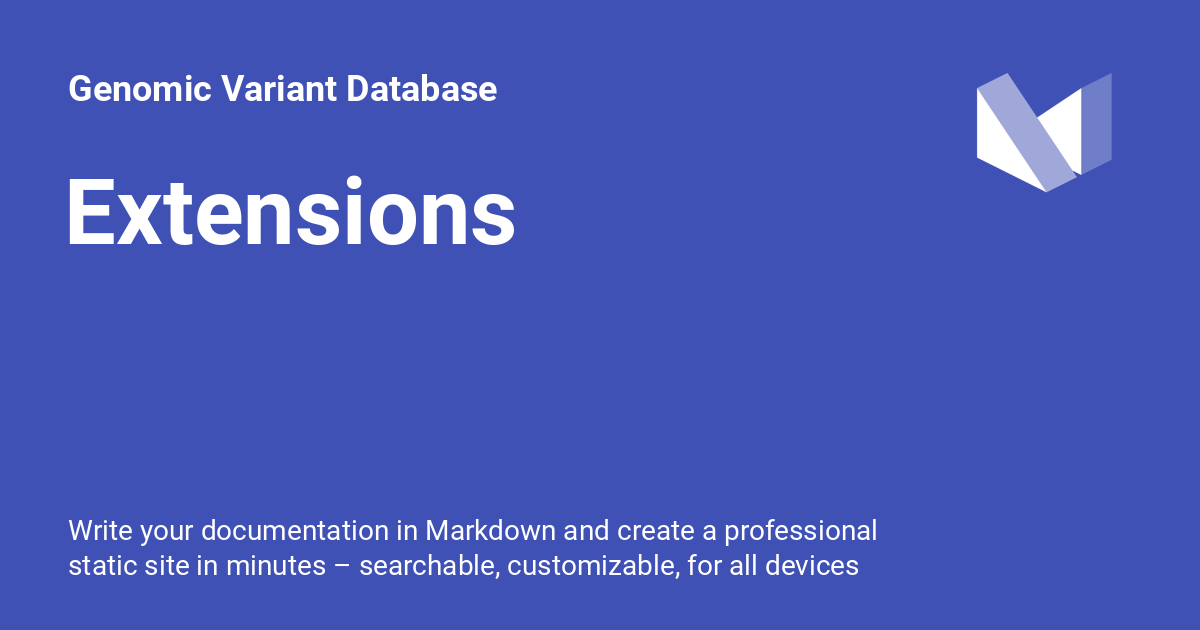 Genomic Variant Database
Extensions
Write your documentation in Markdown and create a professional
static site in minutes – searchable, customizable, for all devices